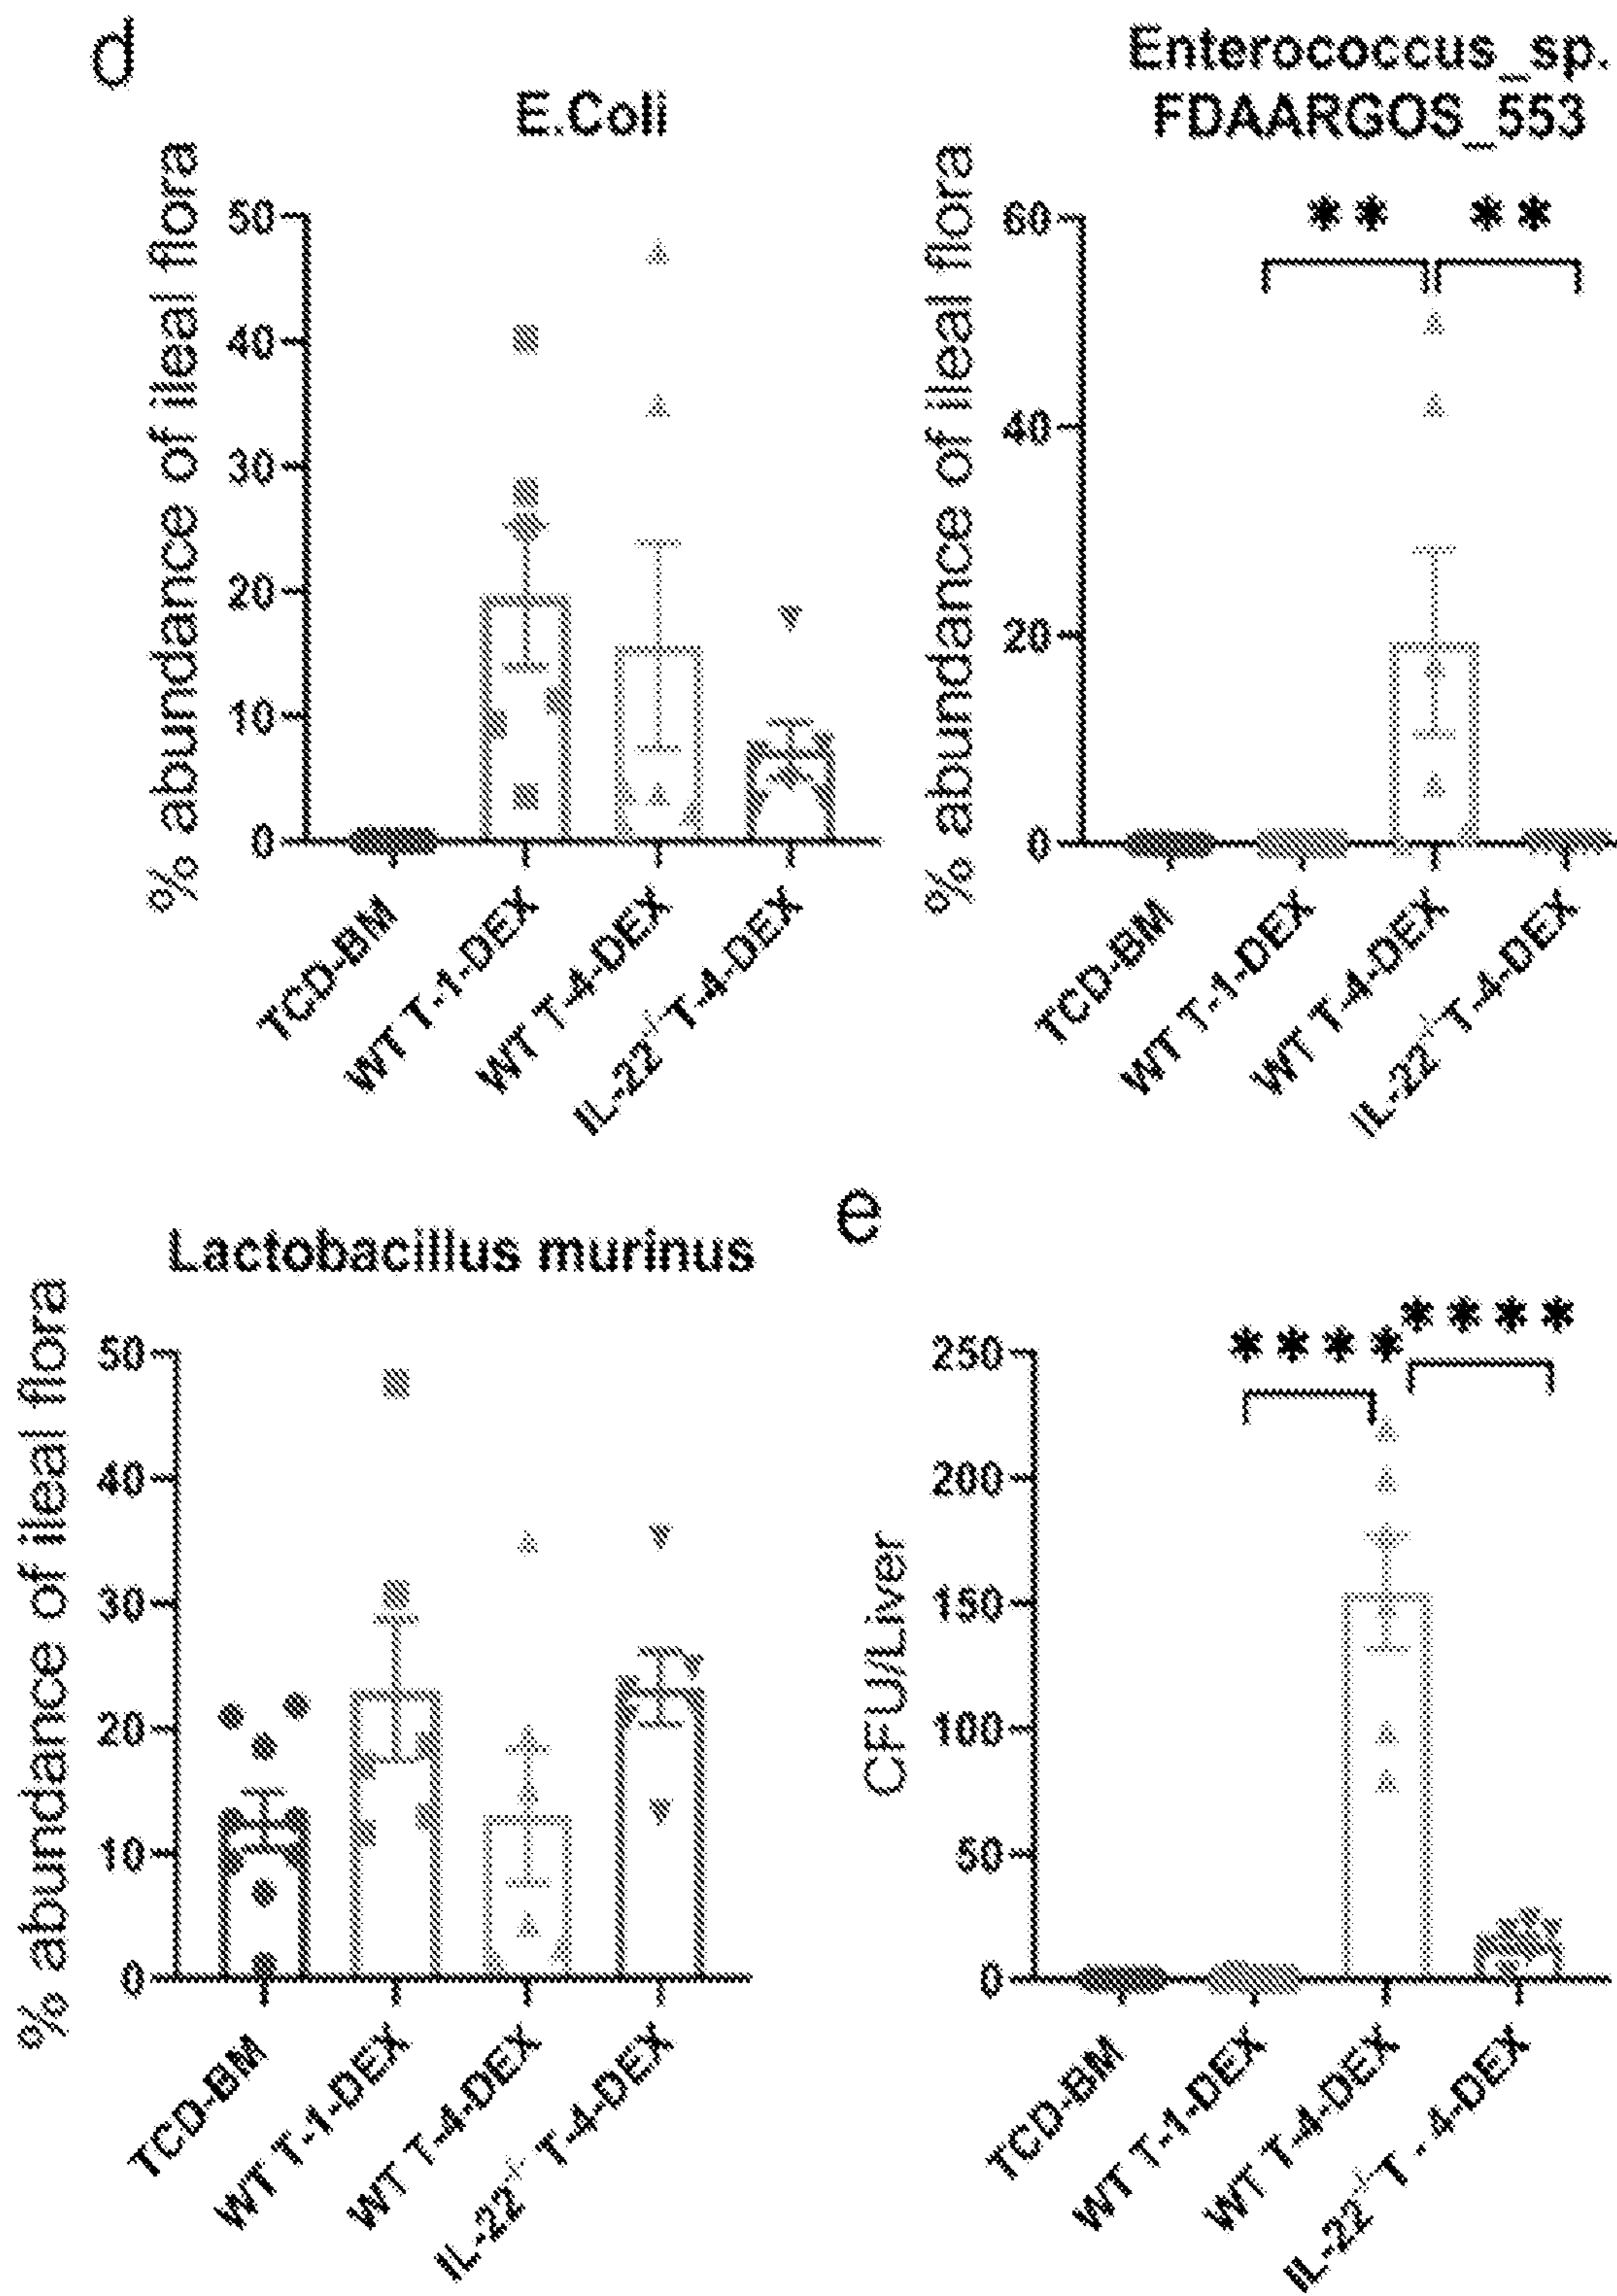 d
E.Coli
% abundance of ileal flora
50
40
30
20
10
0
TCD-BM
WT T-1-DEX
WT T-4-DEX
IL-22-/-T-4-DEX
Enterococcus_sp.
FDAARGOS_553
% abundance of ileal flora
60
40
20
0
** **
TCD-BM
WT T-1-DEX
WT T-4-DEX
IL-22-/-T-4-DEX
Lactobacillus murinus
% abundance of ileal flora
50
40
30
20
10
0
TCD-BM
WT T-1-DEX
WT T-4-DEX
IL-22-/- T-4-DEX
e
CFU/Liver
250
200
150
100
50
0
**** ****
TCD-BM
WT T-1-DEX
WT T-4-DEX
IL-22-/-T - 4-DEX